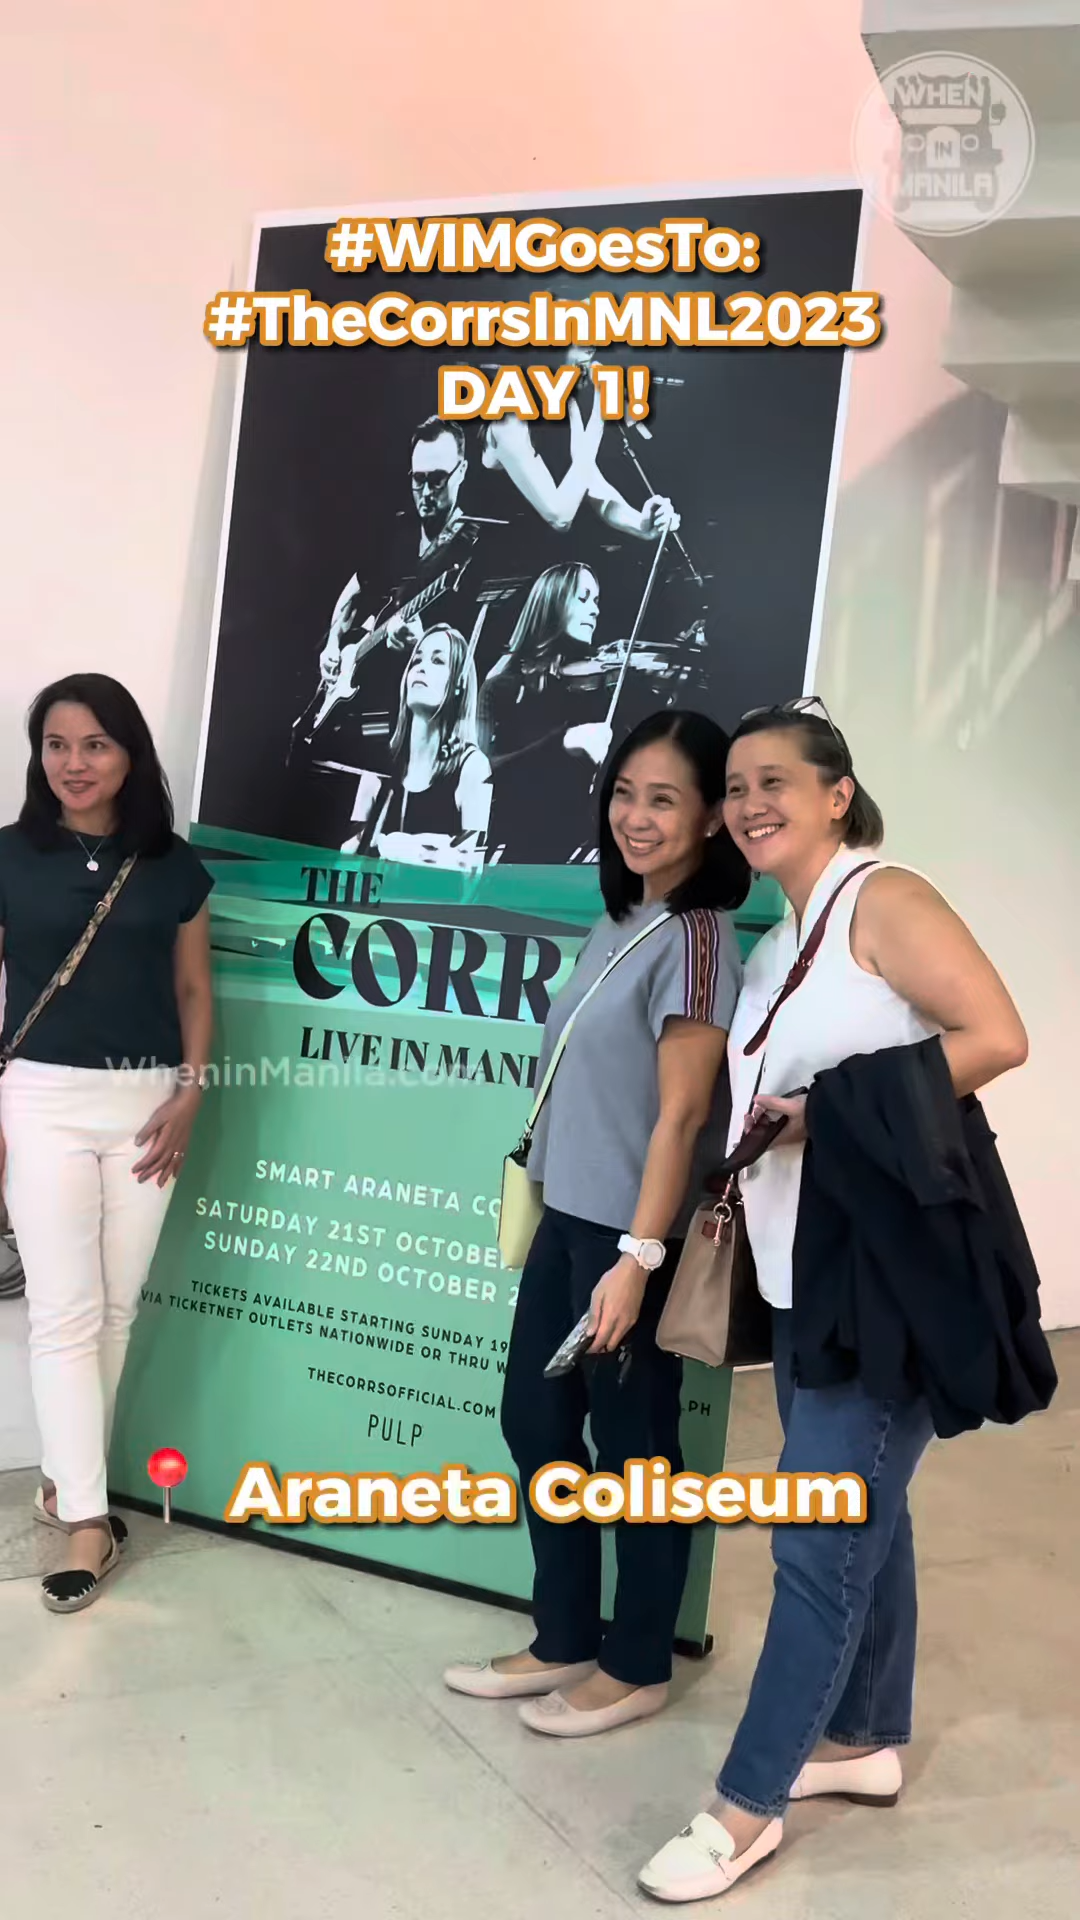 WHEN
IN
MANILA
#WIMGoesTo:
#TheCorrsInMNL2023
DAY 1!
THE
CORR
LIVE IN MANI
WheninManila.com
SMART ARANETA CO
SATURDAY 21ST OCTOBER
SUNDAY 22ND OCTOBER 2
TICKETS AVAILABLE STARTING SUNDAY 19
VIA TICKETNET OUTLETS NATIONWIDE OR THRU W
.PH
THECORRSOFFICIAL.COM
PULP
Araneta Coliseum